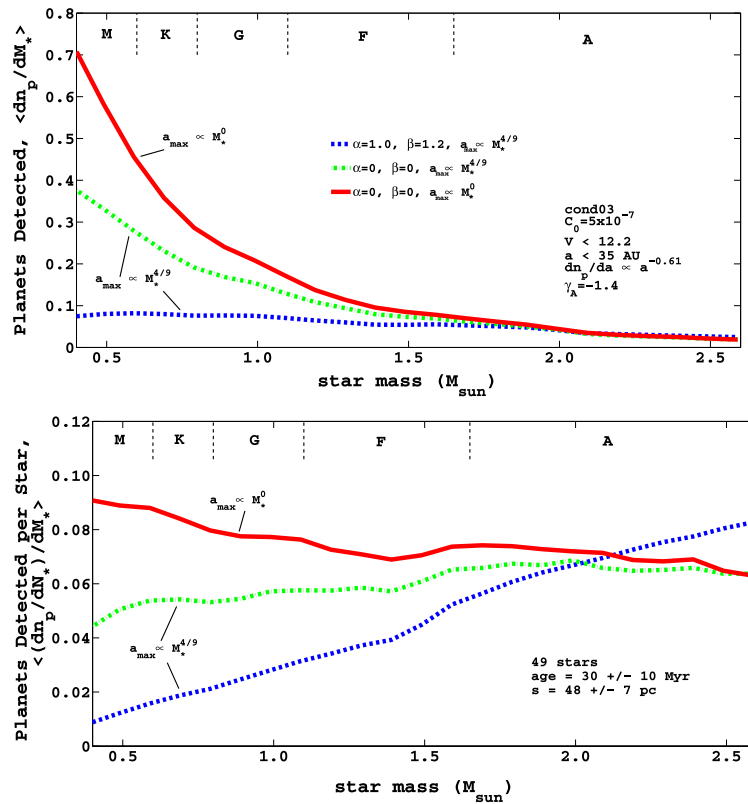 M K G F A
0.8
0.7
0.6
0.5
0.4
0.3
0.2
0.1
0
Planets Detected, <dn_p/dM_*>
a_max ∝ M_*^0
α=1.0, β=1.2, a_max ∝ M_*^4/9
α=0, β=0, a_max ∝ M_*^4/9
α=0, β=0, a_max ∝ M_*^0
cond03
C_0=5x10^-7
V < 12.2
a < 35 AU
dn_p/da ∝ a^-0.61
γ_A=-1.4
a_max ∝ M_*^4/9
0.5 1.0 1.5 2.0 2.5
star mass (M_sun)
0.12
0.10
0.08
0.06
0.04
0.02
0
Planets Detected per Star,
<(dn_p/dN_*)/dM_*>
M K G F A
a_max ∝ M_*^0
a_max ∝ M_*^4/9
49 stars
age = 30 +/- 10 Myr
s = 48 +/- 7 pc
0.5 1.0 1.5 2.0 2.5
star mass (M_sun)